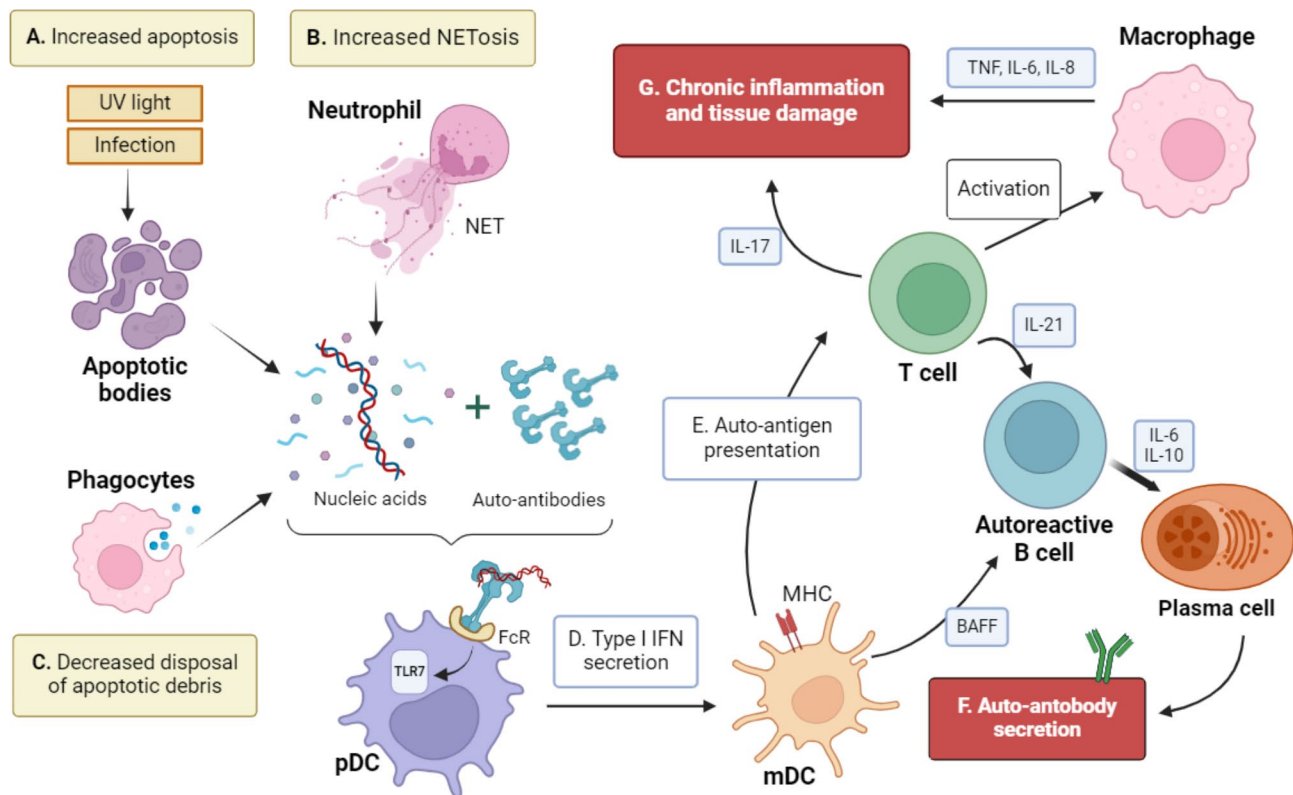 A. Increased apoptosis
UV light
Infection
Apoptotic
bodies
Phagocytes
C. Decreased disposal
of apoptotic debris
B. Increased NETosis
Neutrophil
NET
+
Nucleic acids
Auto-antibodies
FcR
TLR7
pDC
D. Type I IFN
secretion
MHC
mDC
E. Auto-antigen
presentation
BAFF
G. Chronic inflammation
and tissue damage
TNF, IL-6, IL-8
Macrophage
Activation
IL-17
T cell
IL-21
Autoreactive
B cell
IL-6
IL-10
Plasma cell
F. Auto-antobody
secretion